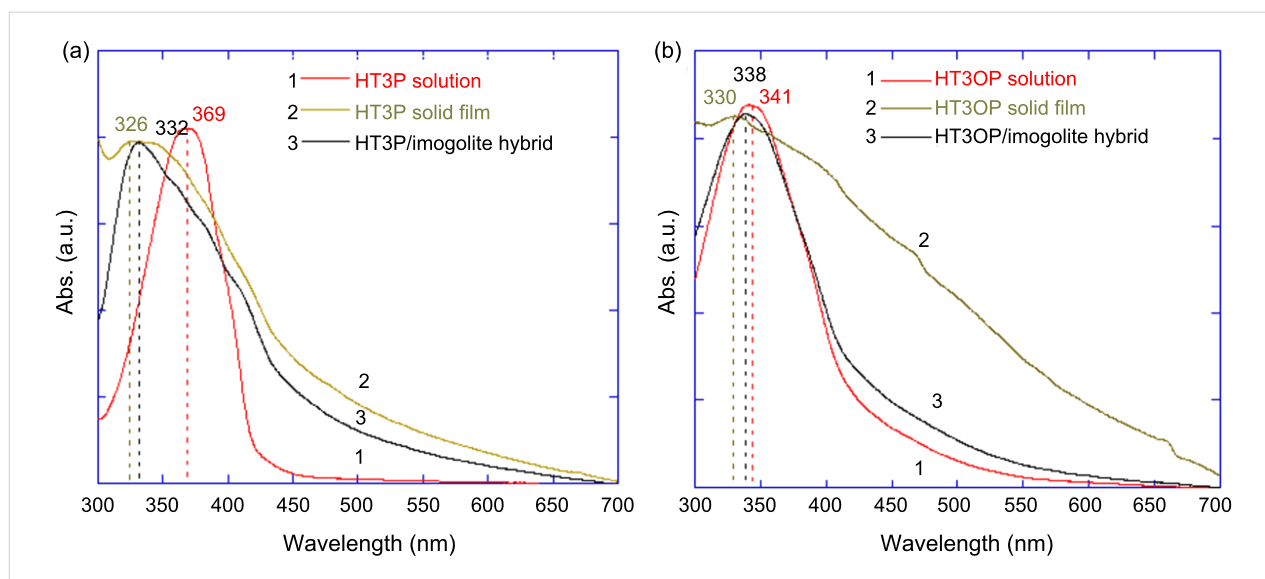 (a)
1 HT3P solution
2 HT3P solid film
3 HT3P/imogolite hybrid
369
326 332
2
3
1
Abs. (a.u.)
300 350 400 450 500 550 600 650 700
Wavelength (nm)
(b)
338
330 341
1 HT3OP solution
2 HT3OP solid film
3 HT3OP/imogolite hybrid
2
3
1
Abs. (a.u.)
300 350 400 450 500 550 600 650 700
Wavelength (nm)